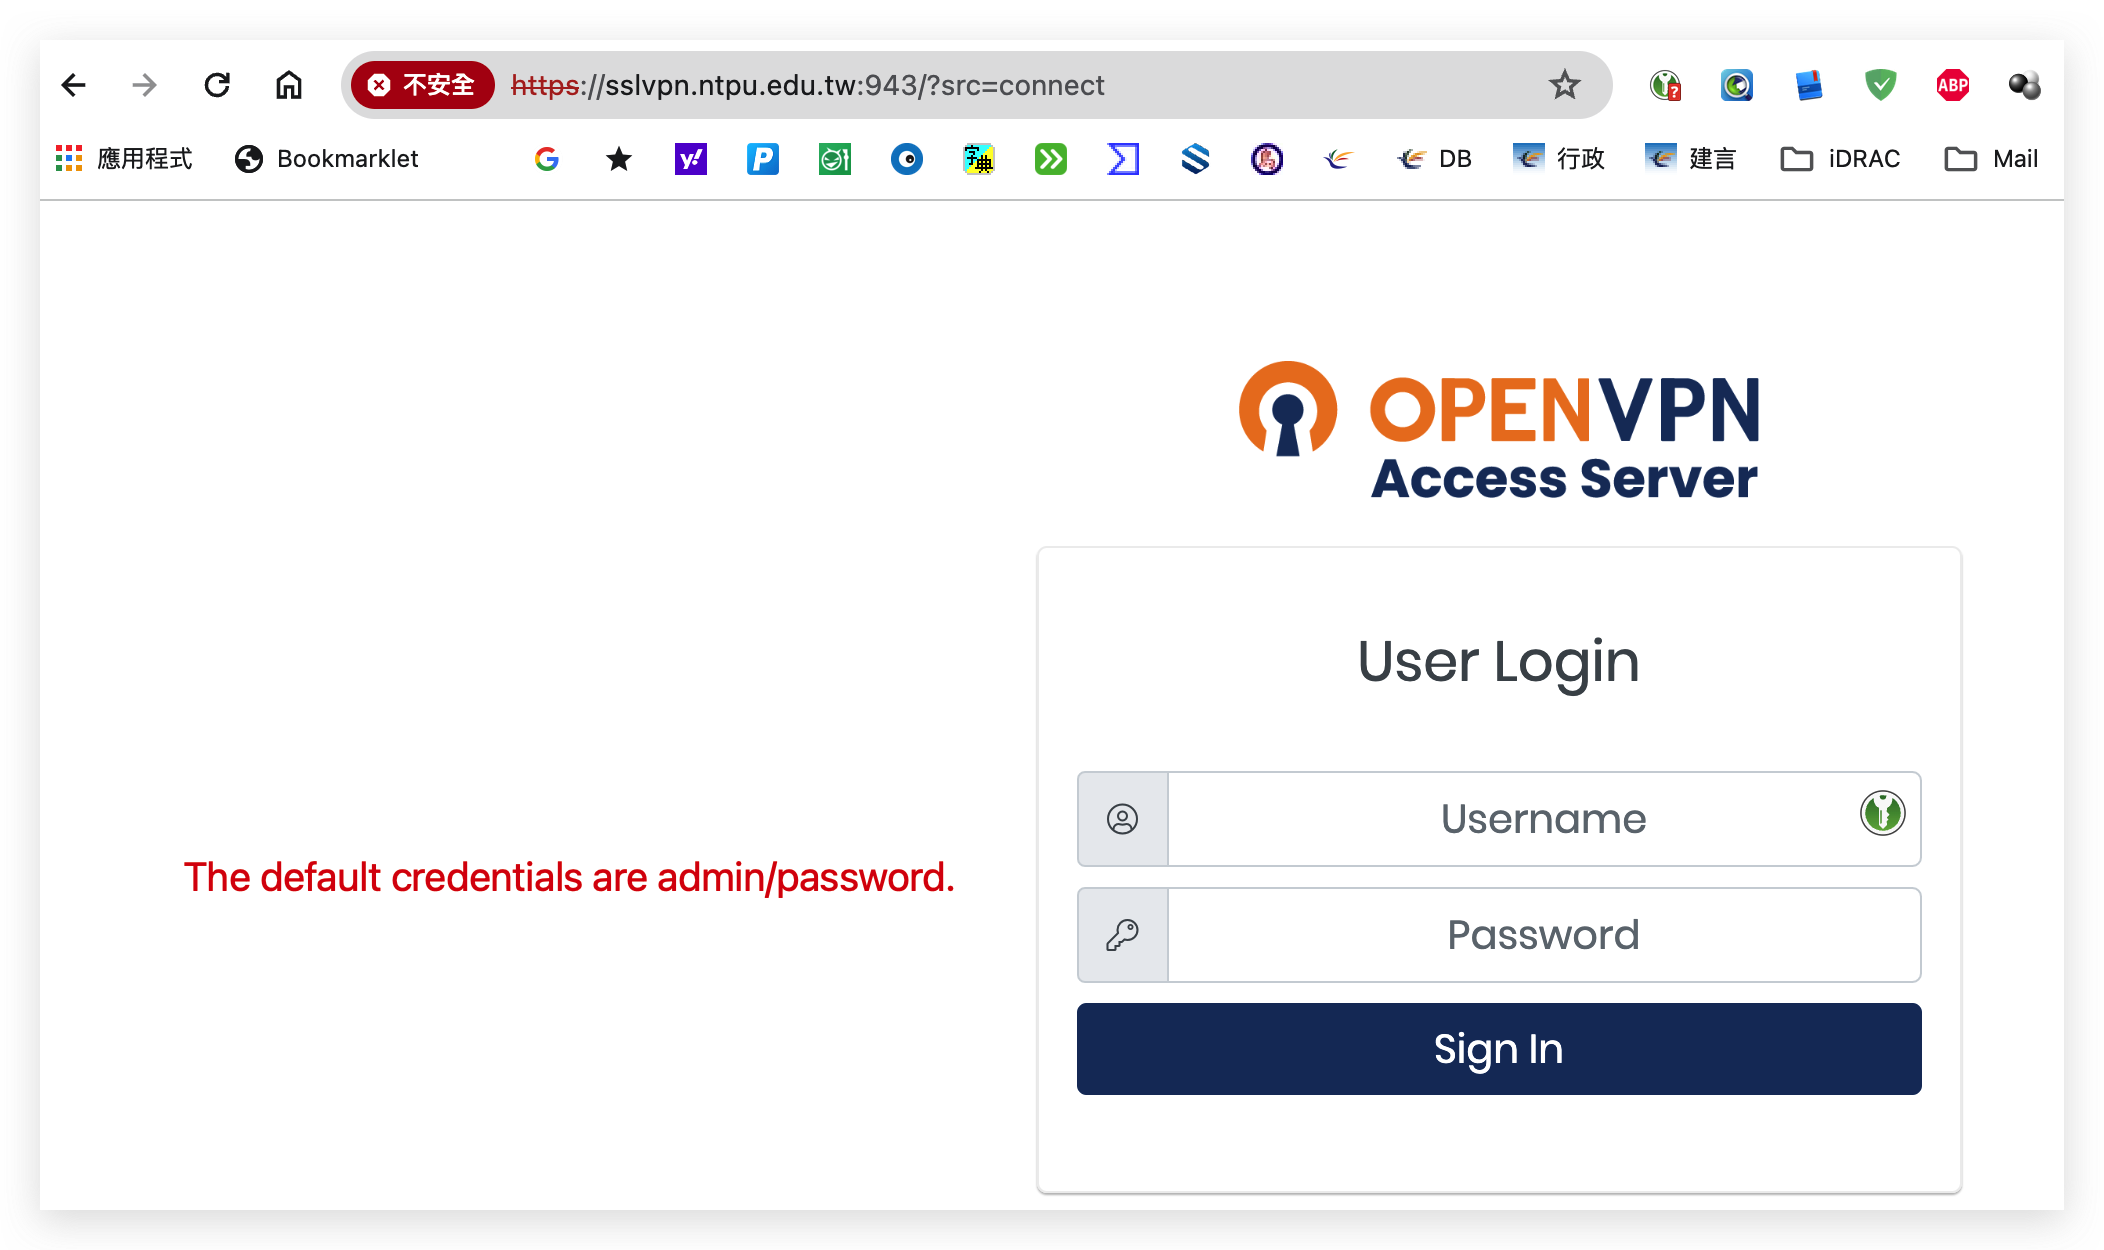 不安全 https://sslvpn.ntpu.edu.tw:943/?src=connect
ABP
應用程式 Bookmarklet 字典 DB 行政 建言 iDRAC Mail
OPENVPN
Access Server
User Login
Username
The default credentials are admin/password.
Password
Sign In